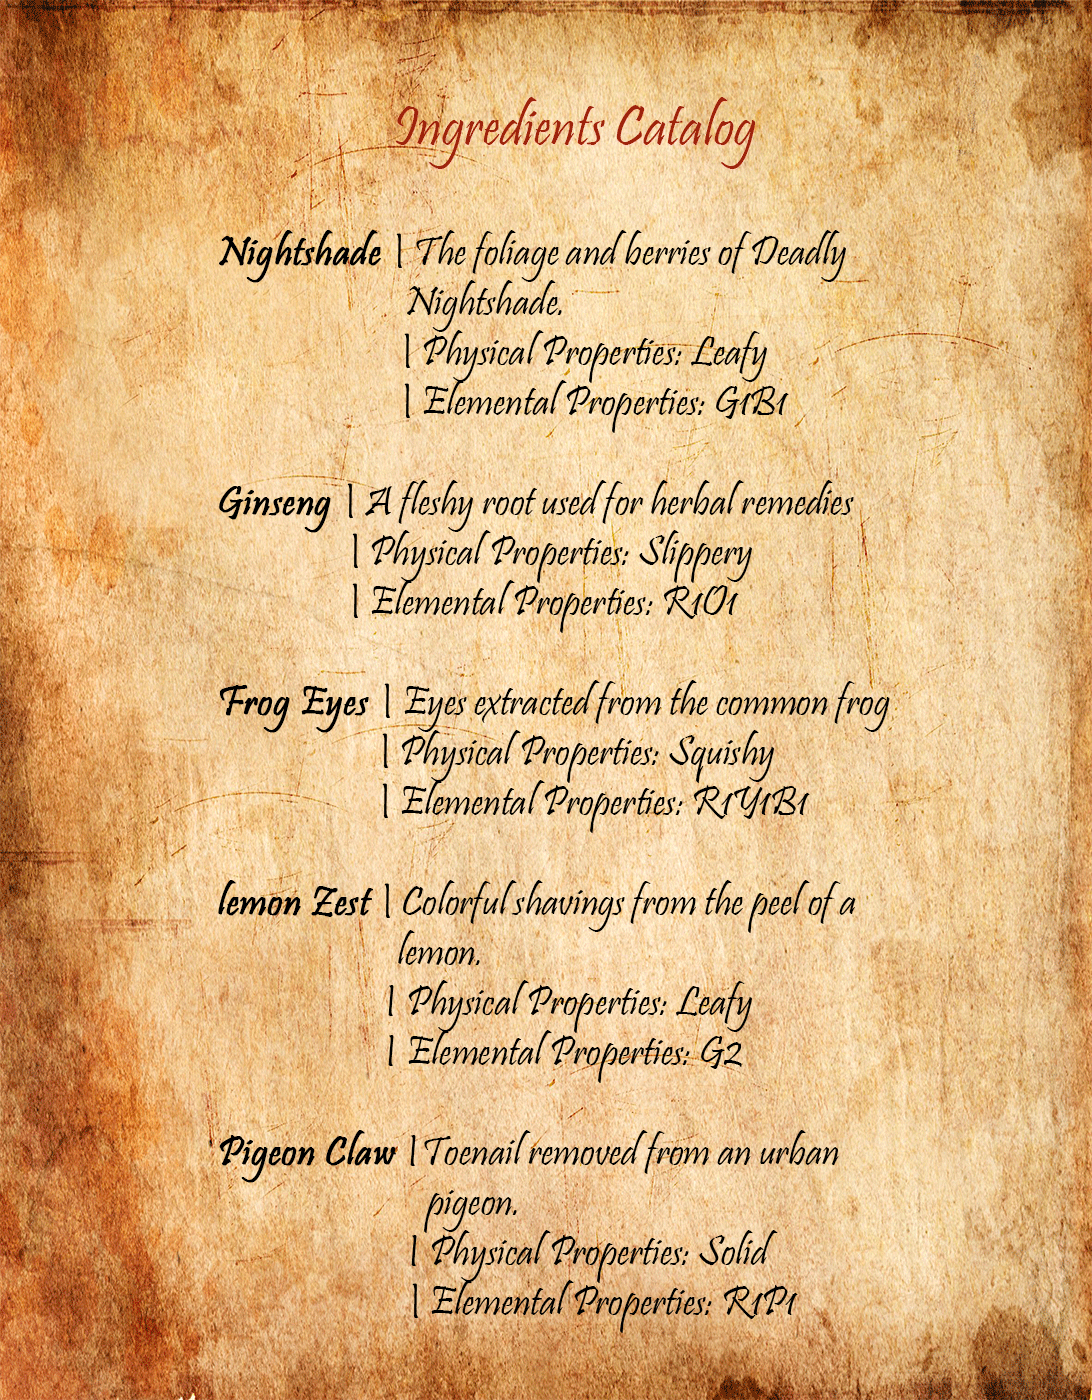 Ingredients Catalog
Nightshade | The foliage and berries of Deadly
Nightshade.
| Physical Properties: Leafy
| Elemental Properties: G1B1
Ginseng | A fleshy root used for herbal remedies
| Physical Properties: Slippery
| Elemental Properties: R1O1
Frog Eyes | Eyes extracted from the common frog
| Physical Properties: Squishy
| Elemental Properties: R1Y1B1
lemon Zest | Colorful shavings from the peel of a
lemon.
| Physical Properties: Leafy
| Elemental Properties: G2
Pigeon Claw | Toenail removed from an urban
pigeon.
| Physical Properties: Solid
| Elemental Properties: R1P1